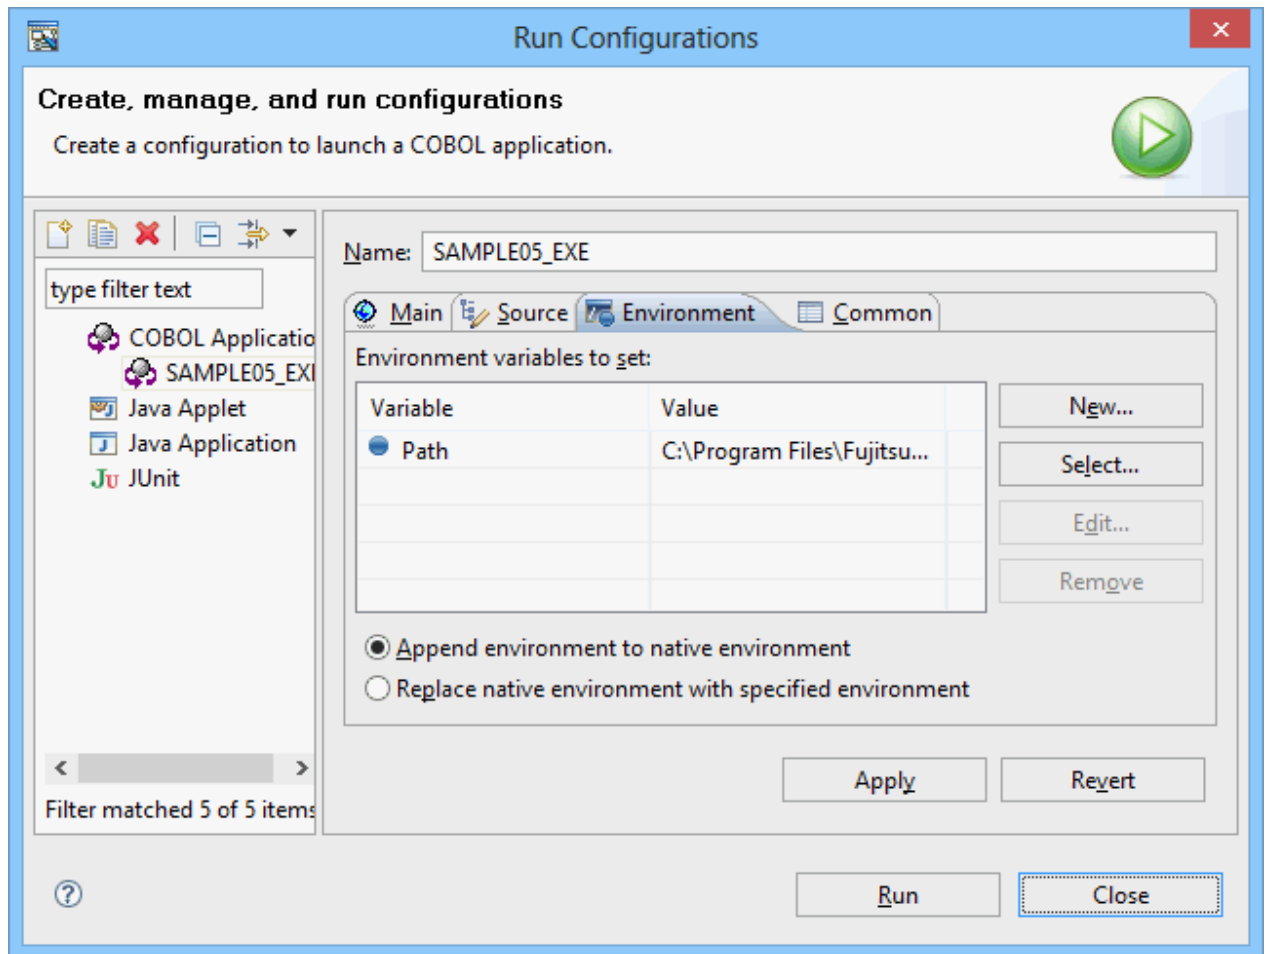 Run Configurations
Create, manage, and run configurations
Create a configuration to launch a COBOL application.
type filter text
COBOL Applicatio
SAMPLE05_EXE
Java Applet
Java Application
JUnit
Filter matched 5 of 5 items
Name: SAMPLE05_EXE
Main Source Environment Common
Environment variables to set:
Variable Value
Path C:\Program Files\Fujitsu...
New...
Select...
Edit...
Remove
Append environment to native environment
Replace native environment with specified environment
Apply Revert
Run Close